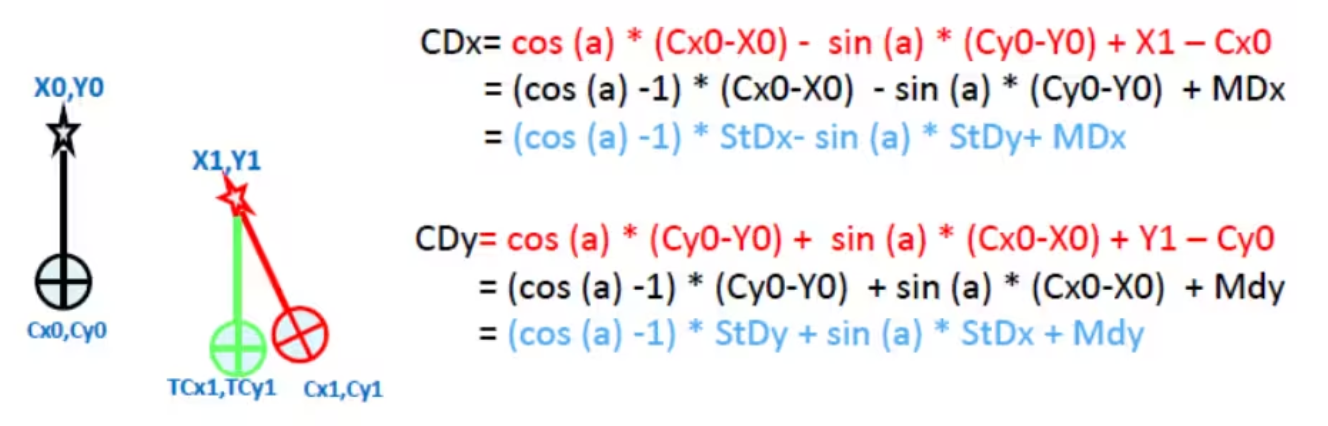 X0,Y0
X1,Y1
Cx0,Cy0
TCx1,TCy1
Cx1,Cy1
CDx= cos (a) * (Cx0-X0) - sin (a) * (Cy0-Y0) + X1 – Cx0
= (cos (a) -1) * (Cx0-X0) - sin (a) * (Cy0-Y0) + MDx
= (cos (a) -1) * StDx- sin (a) * StDy+ MDx
CDy= cos (a) * (Cy0-Y0) + sin (a) * (Cx0-X0) + Y1 – Cy0
= (cos (a) -1) * (Cy0-Y0) + sin (a) * (Cx0-X0) + Mdy
= (cos (a) -1) * StDy + sin (a) * StDx + Mdy